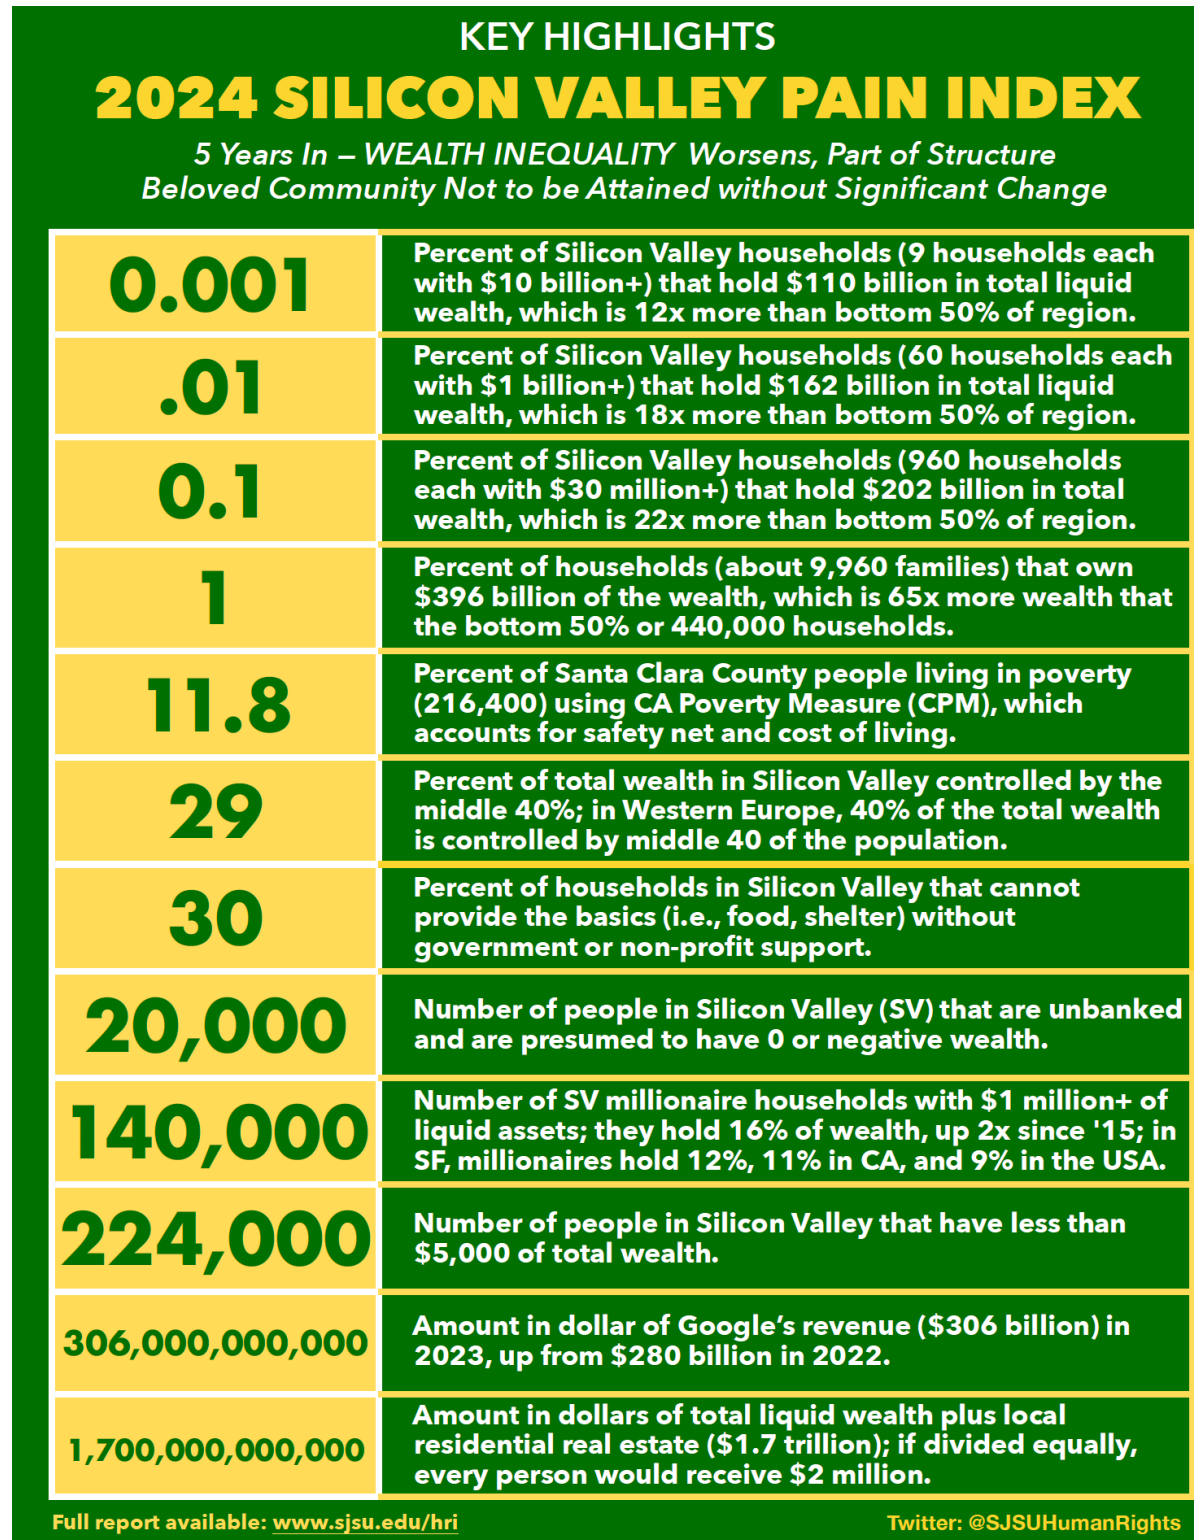 KEY HIGHLIGHTS
2024 SILICON VALLEY PAIN INDEX
5 Years In – WEALTH INEQUALITY Worsens, Part of Structure
Beloved Community Not to be Attained without Significant Change
0.001
Percent of Silicon Valley households (9 households each
with $10 billion+) that hold $110 billion in total liquid
wealth, which is 12x more than bottom 50% of region.
.01
Percent of Silicon Valley households (60 households each
with $1 billion+) that hold $162 billion in total liquid
wealth, which is 18x more than bottom 50% of region.
0.1
Percent of Silicon Valley households (960 households
each with $30 million+) that hold $202 billion in total
wealth, which is 22x more than bottom 50% of region.
1
Percent of households (about 9,960 families) that own
$396 billion of the wealth, which is 65x more wealth that
the bottom 50% or 440,000 households.
11.8
Percent of Santa Clara County people living in poverty
(216,400) using CA Poverty Measure (CPM), which
accounts for safety net and cost of living.
29
Percent of total wealth in Silicon Valley controlled by the
middle 40%; in Western Europe, 40% of the total wealth
is controlled by middle 40 of the population.
30
Percent of households in Silicon Valley that cannot
provide the basics (i.e., food, shelter) without
government or non-profit support.
20,000
Number of people in Silicon Valley (SV) that are unbanked
and are presumed to have 0 or negative wealth.
140,000
Number of SV millionaire households with $1 million+ of
liquid assets; they hold 16% of wealth, up 2x since '15; in
SF, millionaires hold 12%, 11% in CA, and 9% in the USA.
224,000
Number of people in Silicon Valley that have less than
$5,000 of total wealth.
306,000,000,000
Amount in dollar of Google’s revenue ($306 billion) in
2023, up from $280 billion in 2022.
1,700,000,000,000
Amount in dollars of total liquid wealth plus local
residential real estate ($1.7 trillion); if divided equally,
every person would receive $2 million.
Full report available: www.sjsu.edu/hri
Twitter: @SJSUHumanRights